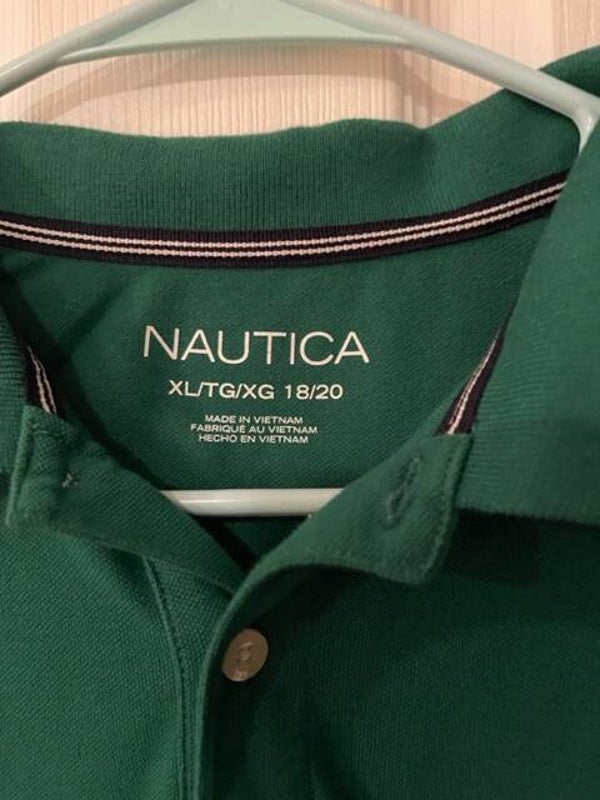 NAUTICA
XL/TG/XG 18/20
MADE IN VIETNAM
FABRIQUÉ AU VIETNAM
HECHO EN VIETNAM